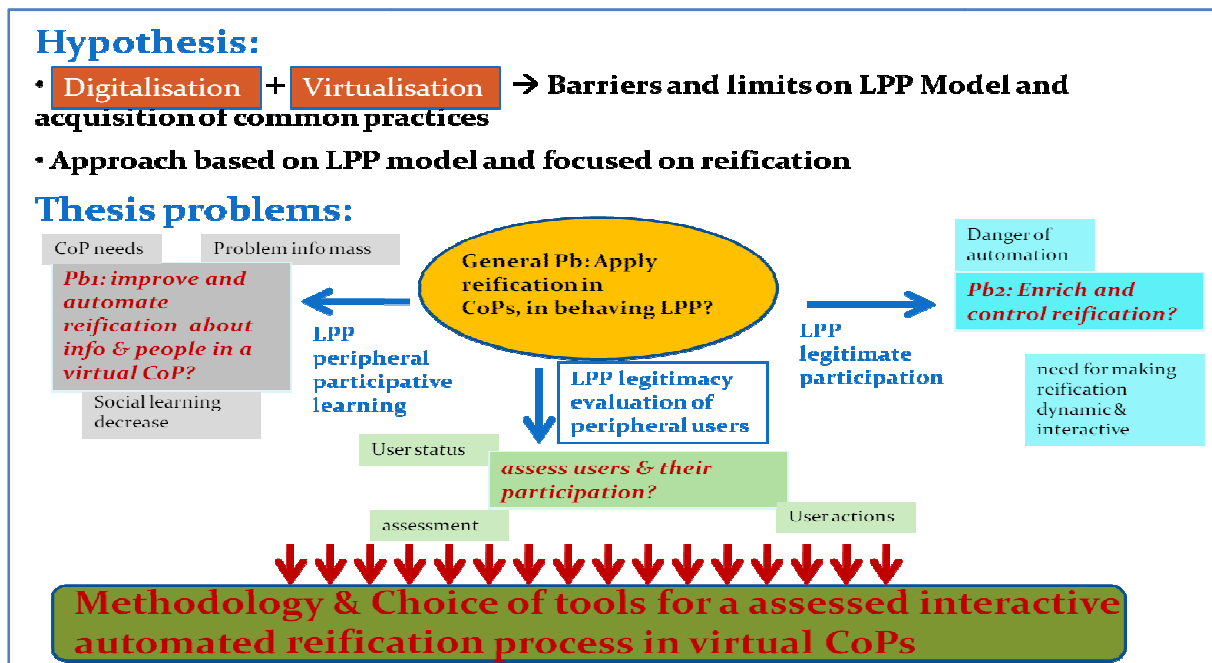 Hypothesis:
• Digitalisation + Virtualisation → Barriers and limits on LPP Model and
acquisition of common practices
• Approach based on LPP model and focused on reification
Thesis problems:
CoP needs
Problem info mass
Pb1: improve and
automate
reification about
info & people in a
virtual CoP?
Social learning
decrease
LPP
peripheral
participative
learning
General Pb: Apply
reification in
CoPs, in behaving LPP?
LPP legitimacy
evaluation of
peripheral users
LPP
legitimate
participation
Danger of
automation
Pb2: Enrich and
control reification?
need for making
reification
dynamic &
interactive
User status
assess users & their
participation?
assessment
User actions
Methodology & Choice of tools for a assessed interactive
automated reification process in virtual CoPs